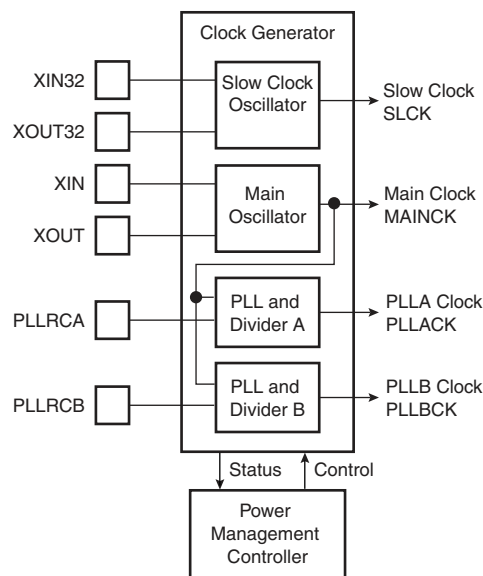 Clock Generator
XIN32
Slow Clock
Oscillator
Slow Clock
SLCK
XOUT32
XIN
Main
Oscillator
Main Clock
MAINCK
XOUT
PLLRCA
PLL and
Divider A
PLLA Clock
PLLACK
PLLRCB
PLL and
Divider B
PLLB Clock
PLLBCK
Status
Control
Power
Management
Controller